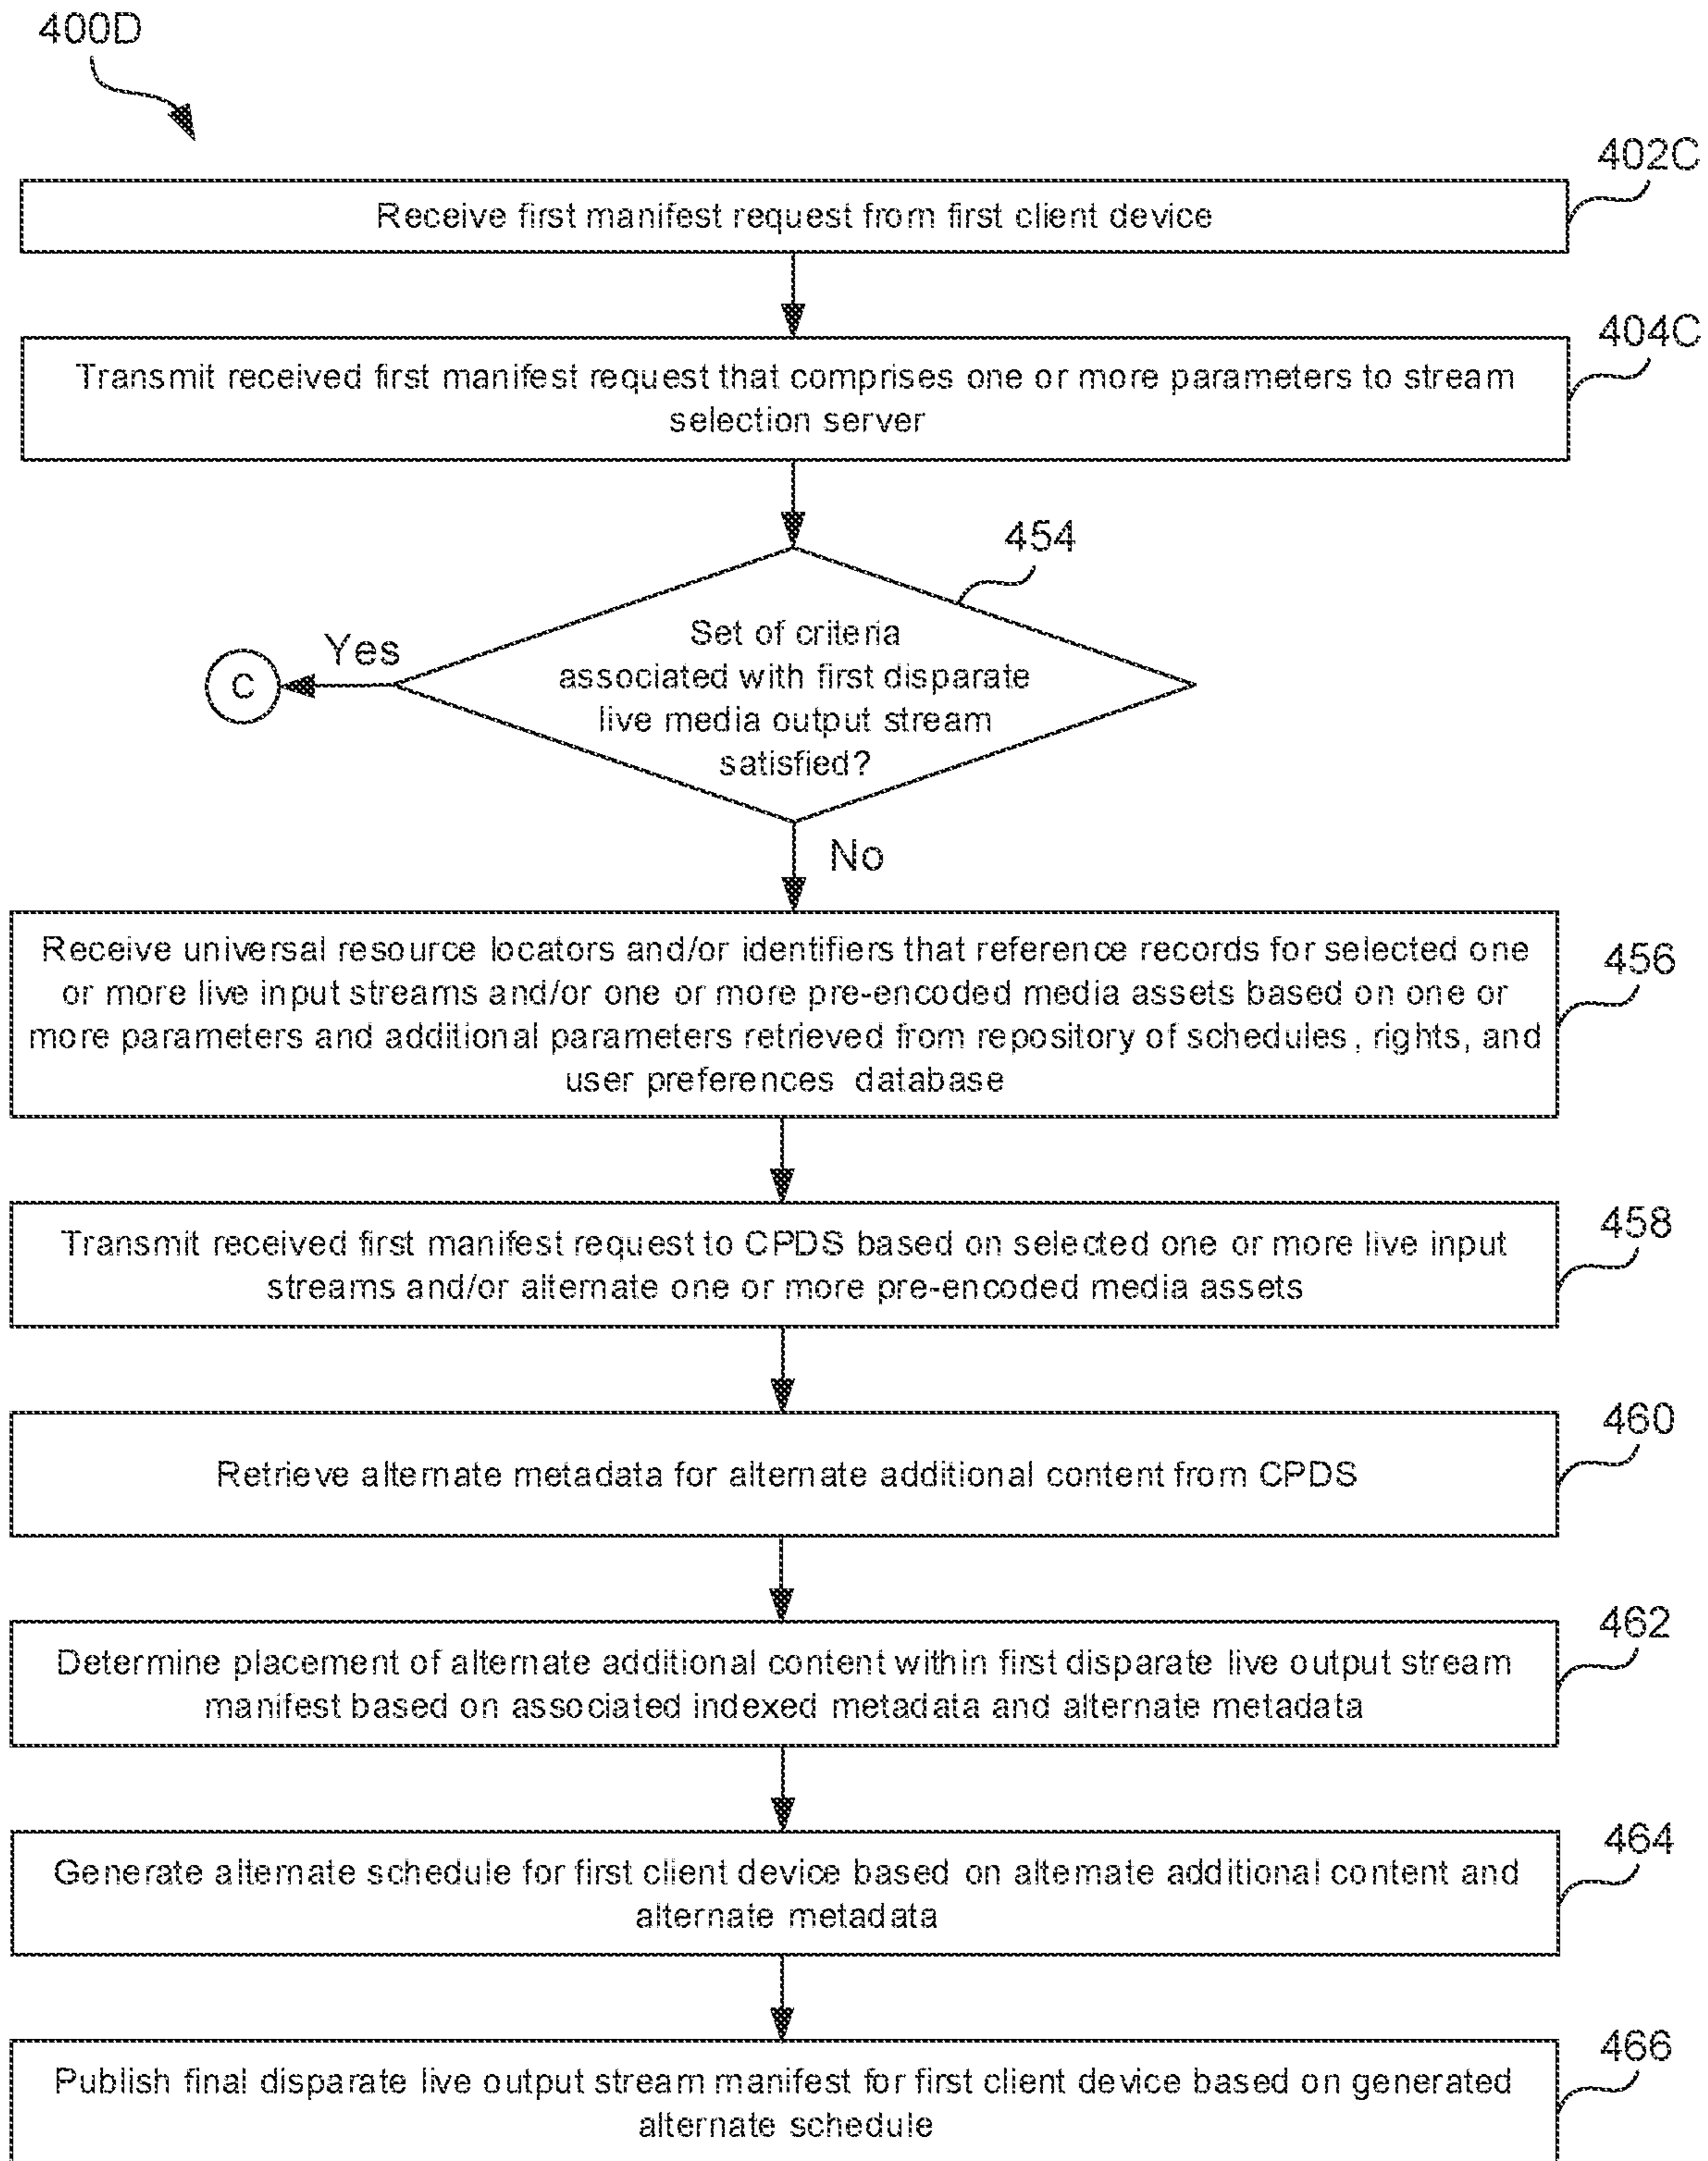 400D
402C
Receive first manifest request from first client device
404C
Transmit received first manifest request that comprises one or more parameters to stream
selection server
454
Set of criteria
associated with first disparate
live media output stream
satisfied?
Yes
C
No
456
Receive universal resource locators and/or identifiers that reference records for selected one
or more live input streams and/or one or more pre-encoded media assets based on one or
more parameters and additional parameters retrieved from repository of schedules, rights, and
user preferences database
458
Transmit received first manifest request to CPDS based on selected one or more live input
streams and/or alternate one or more pre-encoded media assets
460
Retrieve alternate metadata for alternate additional content from CPDS
462
Determine placement of alternate additional content within first disparate live output stream
manifest based on associated indexed metadata and alternate metadata
464
Generate alternate schedule for first client device based on alternate additional content and
alternate metadata
466
Publish final disparate live output stream manifest for first client device based on generated
alternate schedule